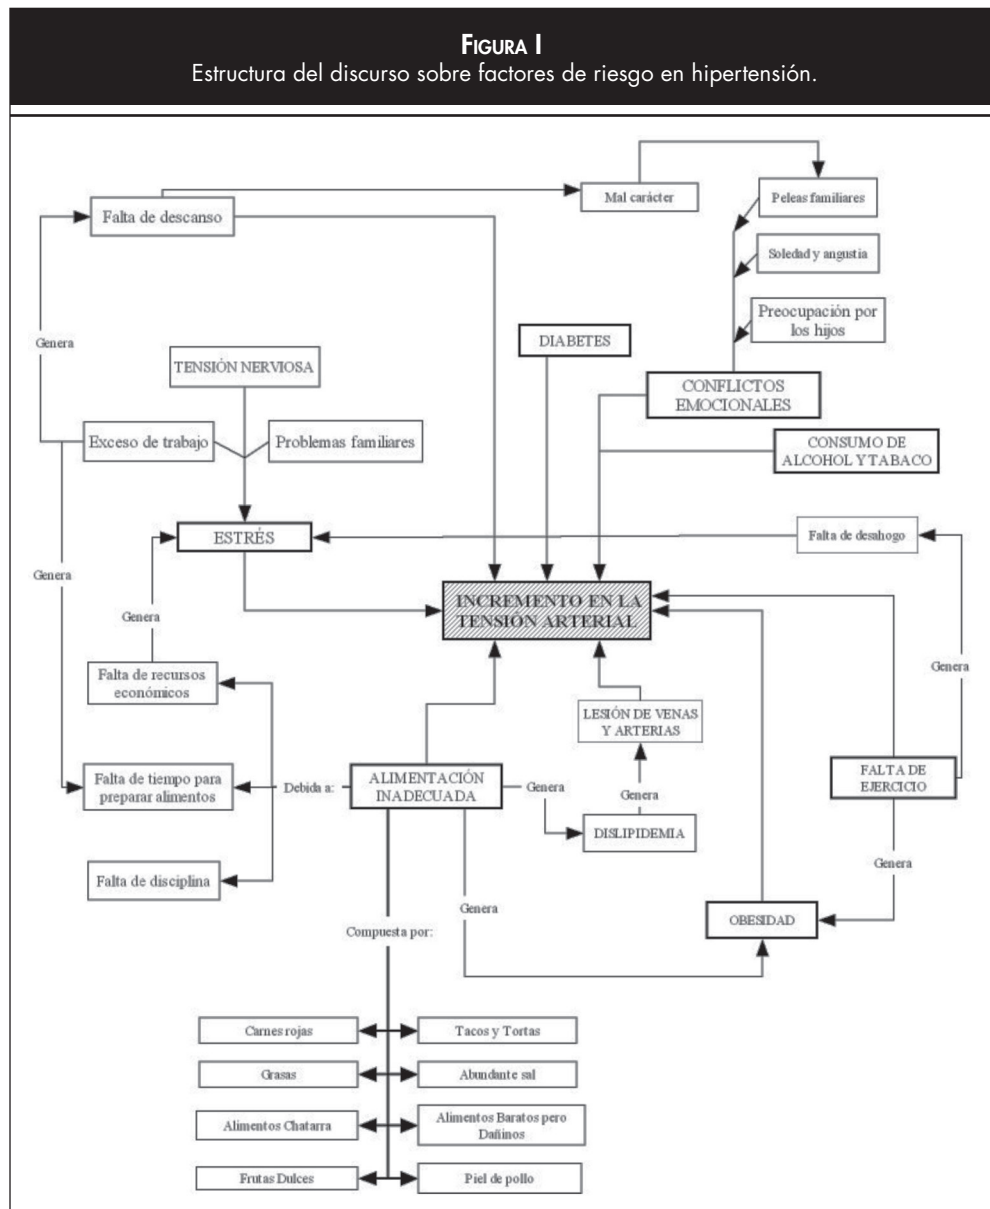 FIGURA I
Estructura del discurso sobre factores de riesgo en hipertensión.
Mal carácter
Peleas familiares
Falta de descanso
Soledad y angustia
Preocupación por
los hijos
Genera
DIABETES
TENSIÓN NERVIOSA
CONFLICTOS
EMOCIONALES
Exceso de trabajo
Problemas familiares
CONSUMO DE
ALCOHOL Y TABACO
ESTRÉS
Falta de desahogo
Genera
INCREMENTO EN LA
TENSIÓN ARTERIAL
Genera
Genera
Falta de recursos
económicos
LESIÓN DE VENAS
Y ARTERIAS
Falta de tiempo para
preparar alimentos
Debida a:
ALIMENTACIÓN
INADECUADA
Genera
Genera
FALTA DE
EJERCICIO
DISLIPIDEMIA
Genera
Falta de disciplina
Genera
OBESIDAD
Compuesta por:
Carnes rojas
Tacos y Tortas
Grasas
Abundante sal
Alimentos Chatarra
Alimentos Baratos pero
Dañinos
Frutas Dulces
Piel de pollo